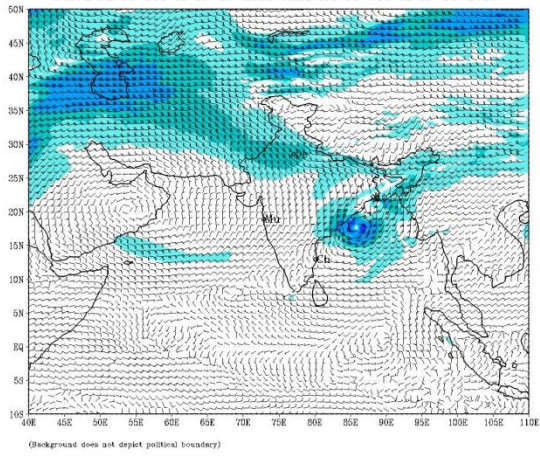 50N
45N
40N
35N
30N
25N
20N
Mu
15N
Ch
10N
5N
EQ
5S
10S
40E 45E 50E 55E 60E 65E 70E 75E 80E 85E 90E 95E 100E 105E 110E
(Background does not depict political boundary)